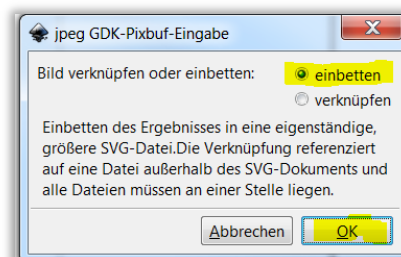 jpeg GDK-Pixbuf-Eingabe
Bild verknüpfen oder einbetten:
einbetten
verknüpfen
Einbetten des Ergebnisses in eine eigenständige,
größere SVG-Datei.Die Verknüpfung referenziert
auf eine Datei außerhalb des SVG-Dokuments und
alle Dateien müssen an einer Stelle liegen.
Abbrechen
OK